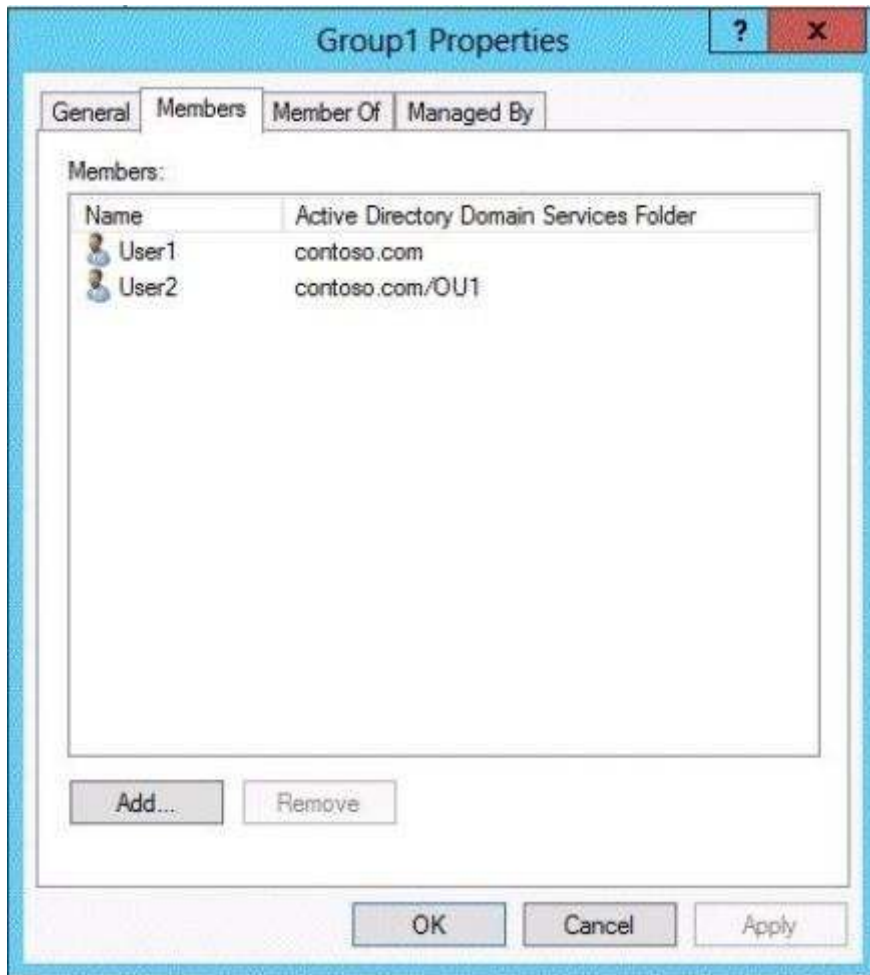 Group1 Properties
?
x
General Members Member Of Managed By
Members:
Name Active Directory Domain Services Folder
User1 contoso.com
User2 contoso.com/OU1
Add... Remove
OK Cancel Apply